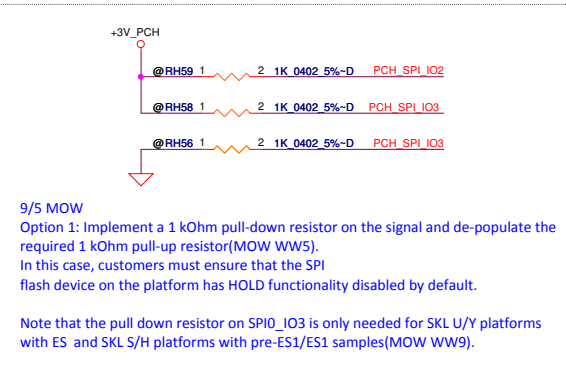 +3V_PCH
@RH59 1 2 1K_0402_5%~D PCH_SPI_IO2
@RH58 1 2 1K_0402_5%~D PCH_SPI_IO3
@RH56 1 2 1K_0402_5%~D PCH_SPI_IO3
9/5 MOW
Option 1: Implement a 1 kOhm pull-down resistor on the signal and de-populate the
required 1 kOhm pull-up resistor(MOW WW5).
In this case, customers must ensure that the SPI
flash device on the platform has HOLD functionality disabled by default.
Note that the pull down resistor on SPI0_IO3 is only needed for SKL U/Y platforms
with ES and SKL S/H platforms with pre-ES1/ES1 samples(MOW WW9).